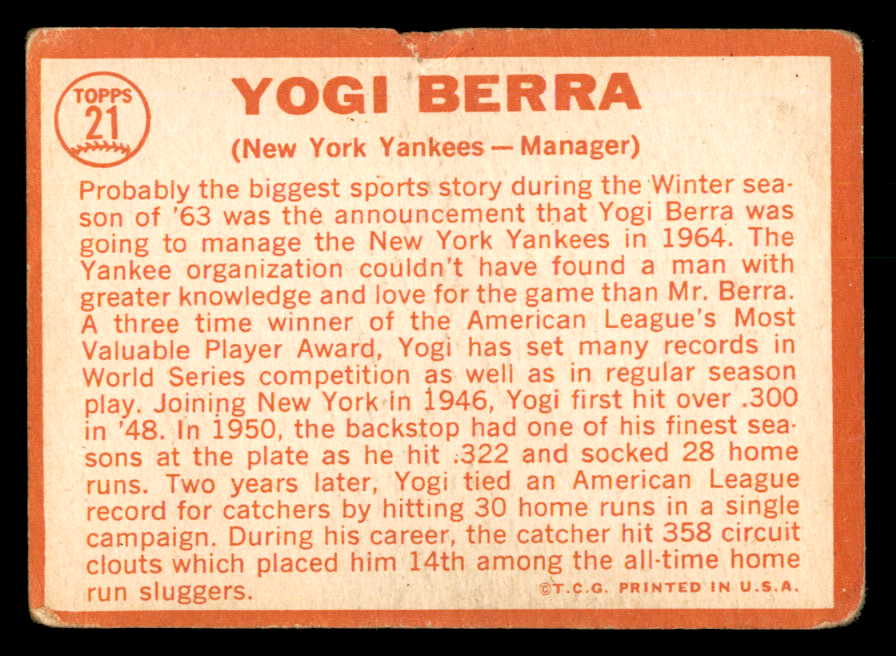 TOPPS
21
YOGI BERRA
(New York Yankees — Manager)
Probably the biggest sports story during the Winter sea-
son of '63 was the announcement that Yogi Berra was
going to manage the New York Yankees in 1964. The
Yankee organization couldn't have found a man with
greater knowledge and love for the game than Mr. Berra.
A three time winner of the American League's Most
Valuable Player Award, Yogi has set many records in
World Series competition as well as in regular season
play. Joining New York in 1946, Yogi first hit over .300
in '48. In 1950, the backstop had one of his finest sea-
sons at the plate as he hit .322 and socked 28 home
runs. Two years later, Yogi tied an American League
record for catchers by hitting 30 home runs in a single
campaign. During his career, the catcher hit 358 circuit
clouts which placed him 14th among the all-time home
run sluggers.
©T.C.G. PRINTED IN U.S.A.